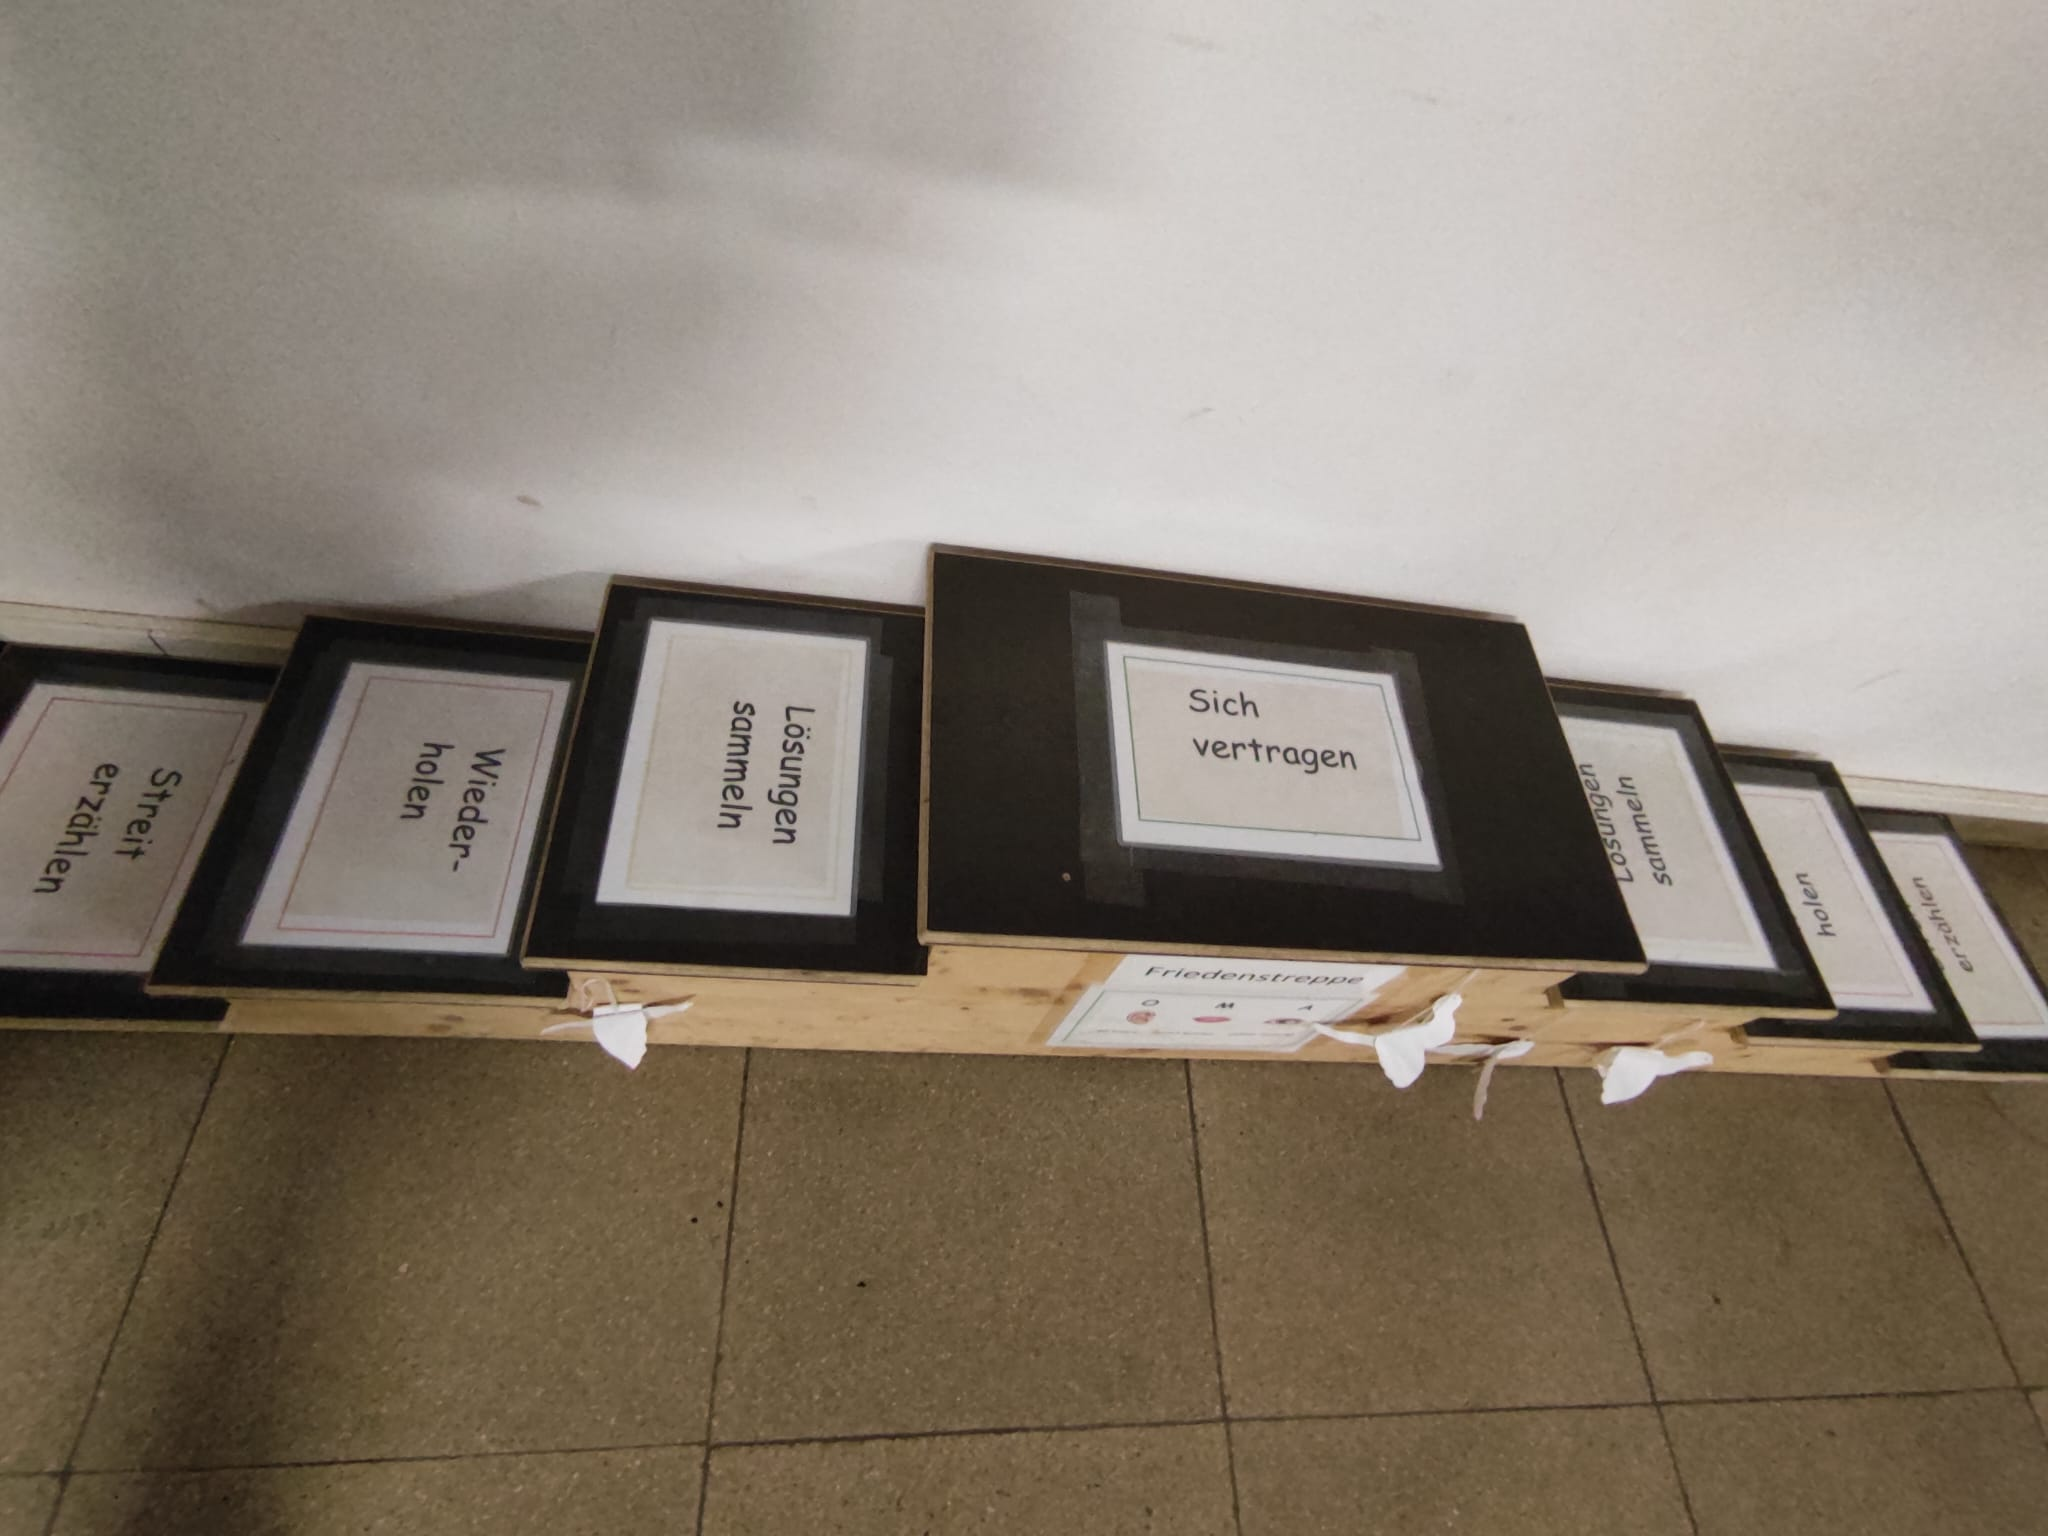 Streit
erzählen
Wieder-
holen
Lösungen
sammeln
Sich
vertragen
Lösungen
sammeln
holen
erzählen
Friedenstreppe